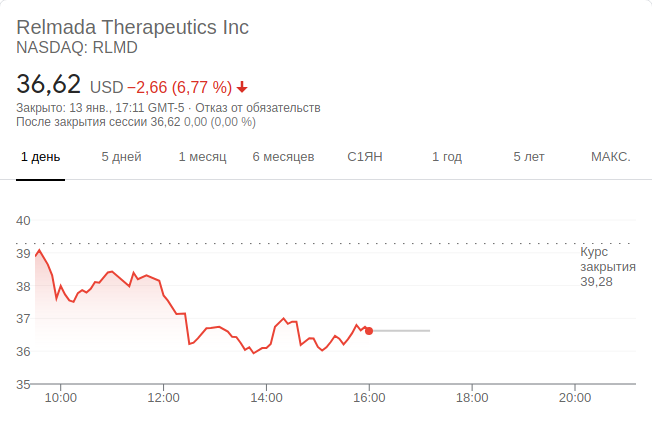 Relmada Therapeutics Inc
NASDAQ: RLMD
36,62 USD −2,66 (6,77 %)
Закрыто: 13 янв., 17:11 GMT-5 · Отказ от обязательств
После закрытия сессии 36,62 0,00 (0,00 %)
1 день 5 дней 1 месяц 6 месяцев С1ЯН 1 год 5 лет МАКС.
40
39
38
37
36
35
Курс
закрытия
39,28
10:00 12:00 14:00 16:00 18:00 20:00